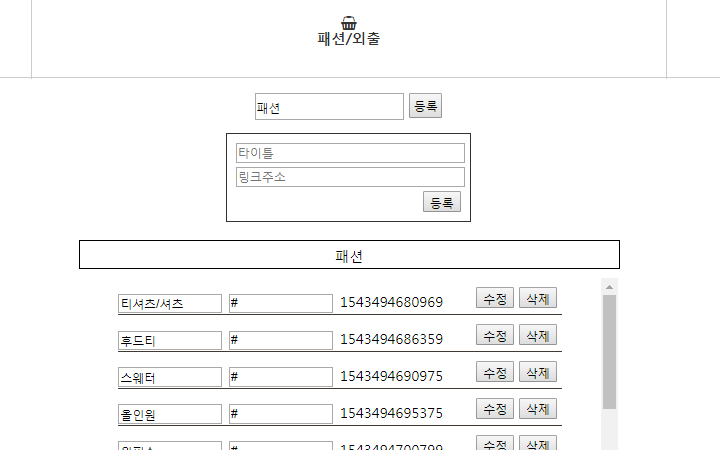 패션/외출
패션 등록
타이틀
링크주소
등록
패션
티셔츠/셔츠 # 1543494680969 수정 삭제
후드티 # 1543494686359 수정 삭제
스웨터 # 1543494690975 수정 삭제
올인원 # 1543494695375 수정 삭제
# 1543494700799 수정 삭제